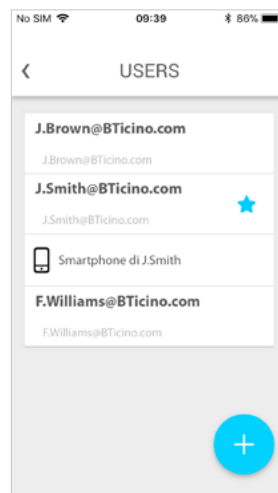 No SIM 09:39 86%
USERS
J.Brown@BTicino.com
J.Brown@BTicino.com
J.Smith@BTicino.com
J.Smith@BTicino.com
Smartphone di J.Smith
F.Williams@BTicino.com
F.Williams@BTicino.com